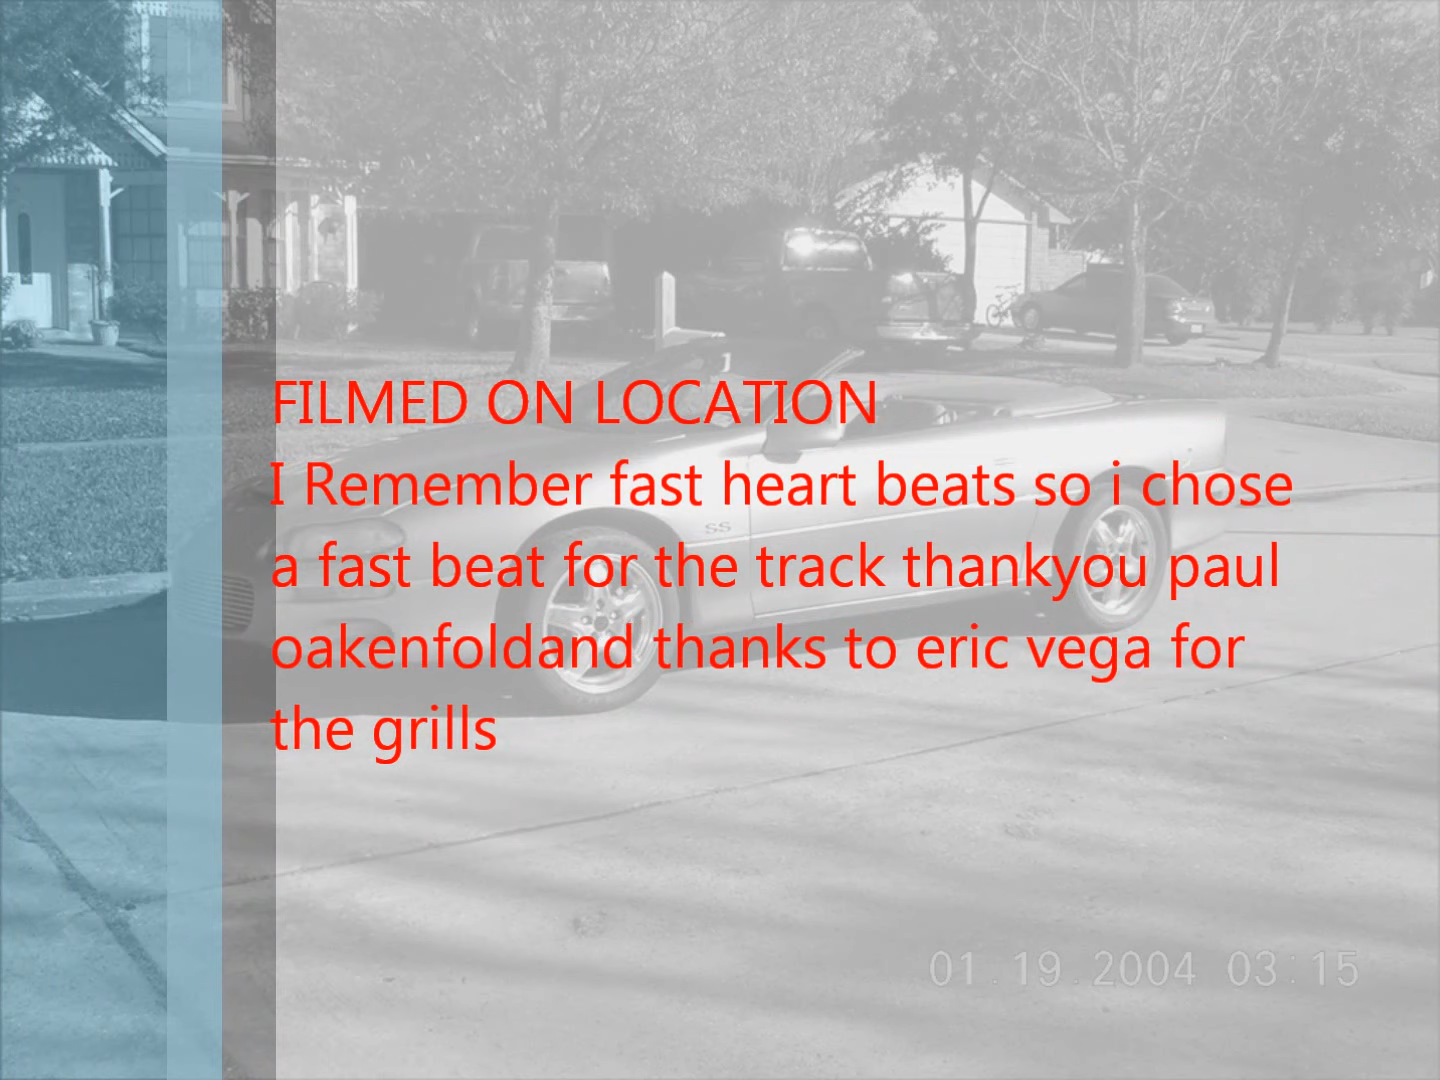 FILMED ON LOCATION
I Remember fast heart beats so i chose
a fast beat for the track thankyou paul
oakenfoldand thanks to eric vega for
the grills
SS
01.19.2004 03:15